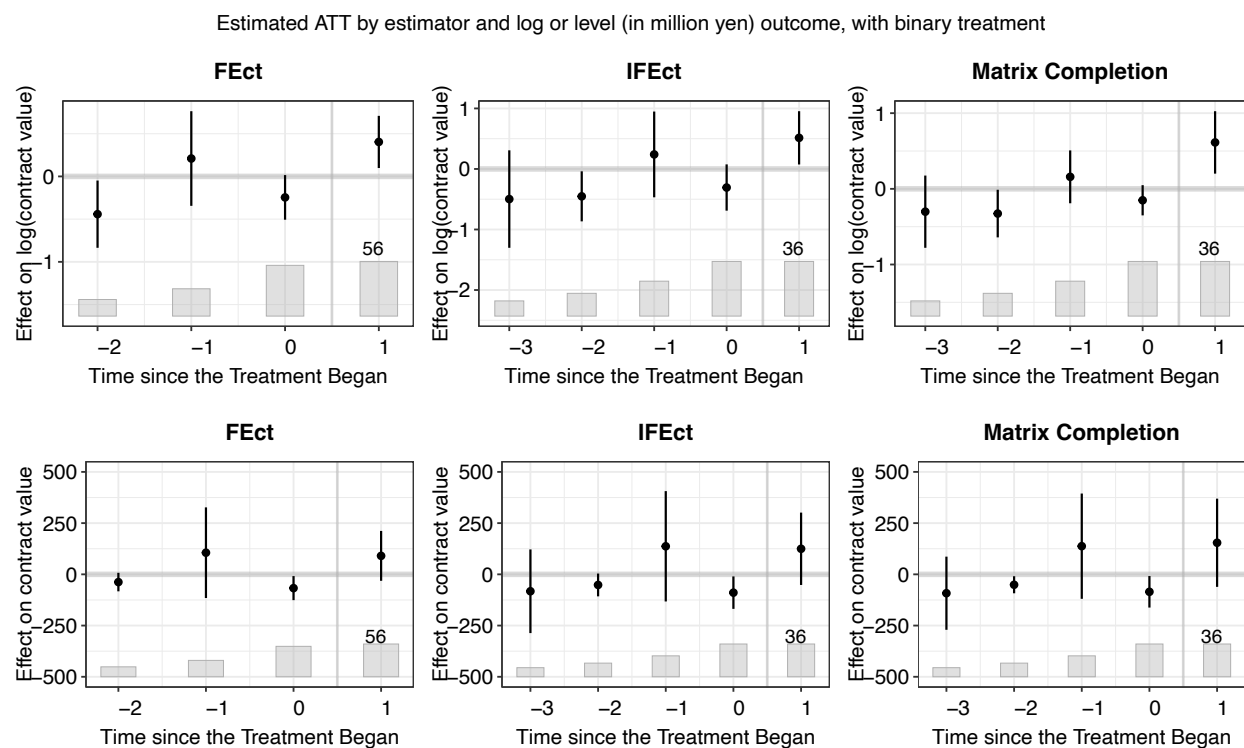 Estimated ATT by estimator and log or level (in million yen) outcome, with binary treatment
FEct
Effect on log(contract value)
0
−1
56
−2 −1 0 1
Time since the Treatment Began
IFEct
Effect on log(contract value)
1
0
−1
−2
36
−3 −2 −1 0 1
Time since the Treatment Began
Matrix Completion
Effect on log(contract value)
1
0
−1
36
−3 −2 −1 0 1
Time since the Treatment Began
FEct
Effect on contract value
500
250
0
−250
−500
56
−2 −1 0 1
Time since the Treatment Began
IFEct
Effect on contract value
500
250
0
−250
−500
36
−3 −2 −1 0 1
Time since the Treatment Began
Matrix Completion
Effect on contract value
500
250
0
−250
−500
36
−3 −2 −1 0 1
Time since the Treatment Began